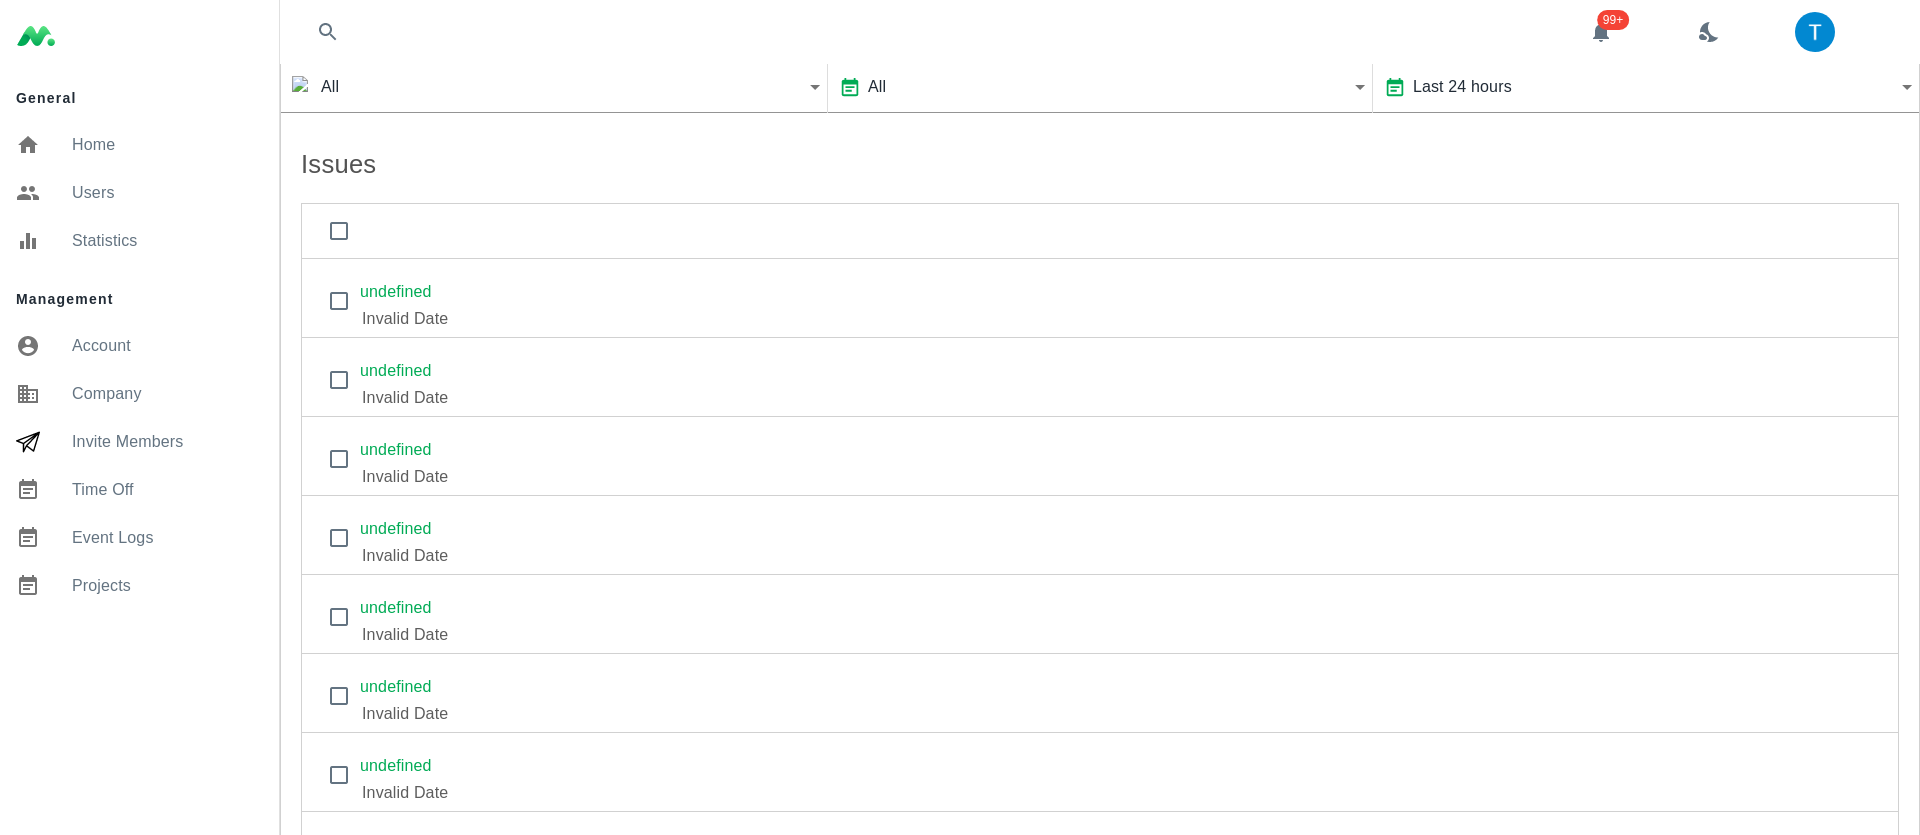 99+
T
All
All
Last 24 hours
General
Home
Users
Statistics
Management
Account
Company
Invite Members
Time Off
Event Logs
Projects
Issues
undefined
Invalid Date
undefined
Invalid Date
undefined
Invalid Date
undefined
Invalid Date
undefined
Invalid Date
undefined
Invalid Date
undefined
Invalid Date